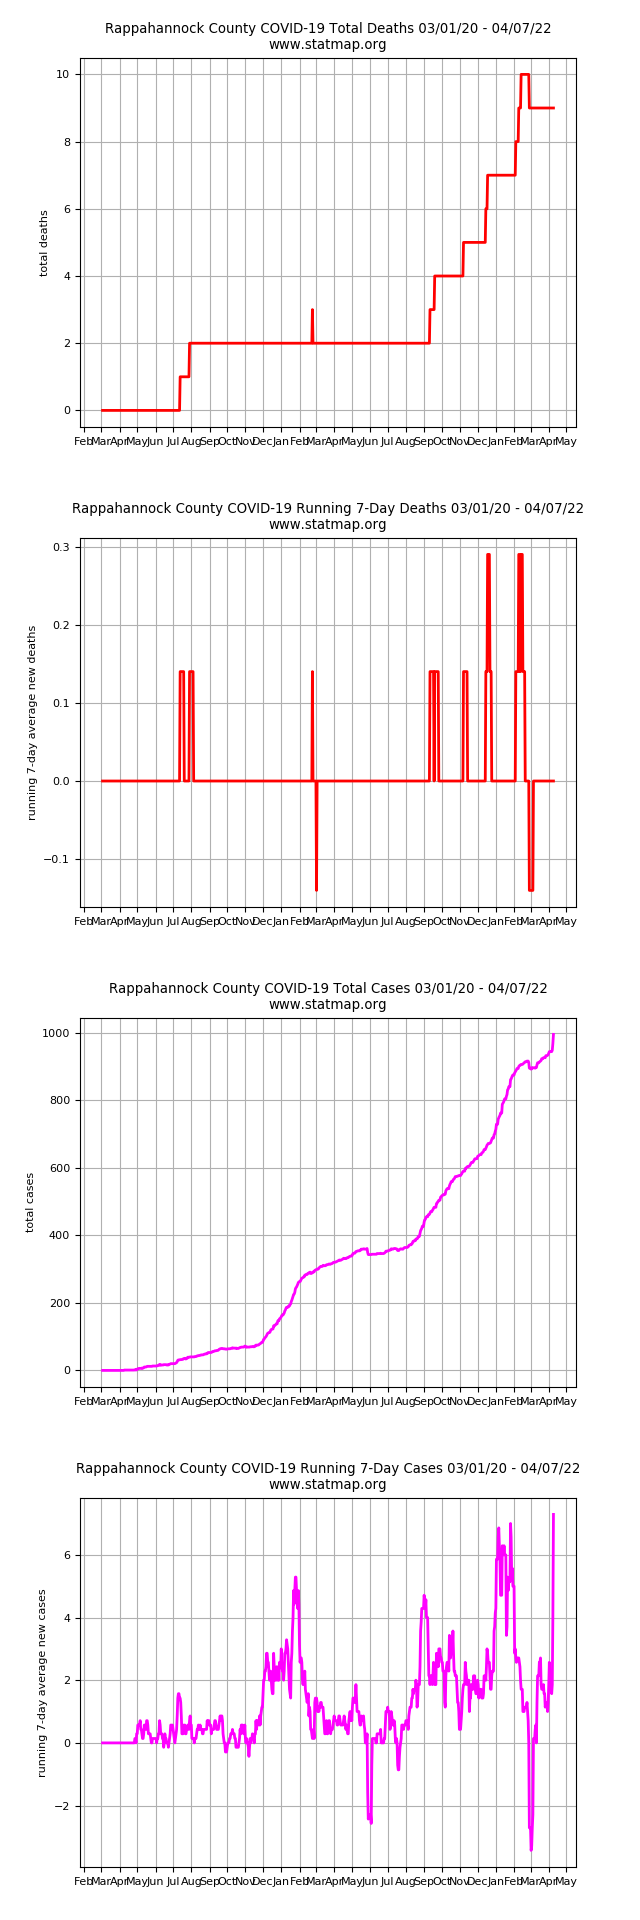 Rappahannock County COVID-19 Total Deaths 03/01/20 - 04/07/22
www.statmap.org
10
8
6
4
2
0
total deaths
Feb Mar Apr May Jun Jul Aug Sep Oct Nov Dec Jan Feb Mar Apr May Jun Jul Aug Sep Oct Nov Dec Jan Feb Mar Apr May
Rappahannock County COVID-19 Running 7-Day Deaths 03/01/20 - 04/07/22
www.statmap.org
0.3
0.2
0.1
0.0
−0.1
running 7-day average new deaths
Feb Mar Apr May Jun Jul Aug Sep Oct Nov Dec Jan Feb Mar Apr May Jun Jul Aug Sep Oct Nov Dec Jan Feb Mar Apr May
Rappahannock County COVID-19 Total Cases 03/01/20 - 04/07/22
www.statmap.org
1000
800
600
400
200
0
total cases
Feb Mar Apr May Jun Jul Aug Sep Oct Nov Dec Jan Feb Mar Apr May Jun Jul Aug Sep Oct Nov Dec Jan Feb Mar Apr May
Rappahannock County COVID-19 Running 7-Day Cases 03/01/20 - 04/07/22
www.statmap.org
6
4
2
0
−2
running 7-day average new cases
Feb Mar Apr May Jun Jul Aug Sep Oct Nov Dec Jan Feb Mar Apr May Jun Jul Aug Sep Oct Nov Dec Jan Feb Mar Apr May